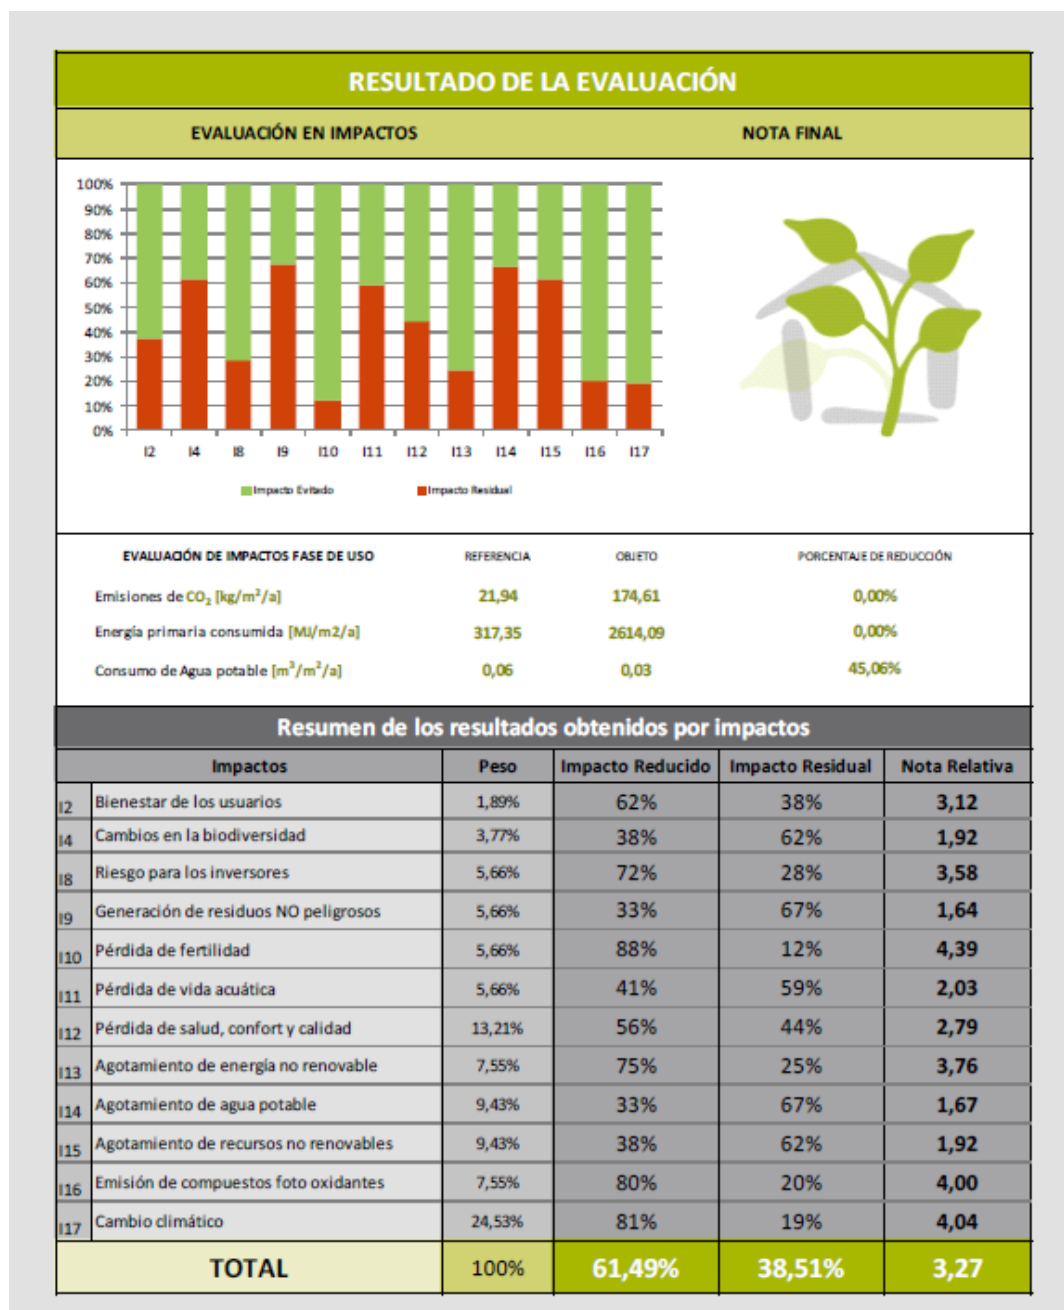 RESULTADO DE LA EVALUACIÓN
EVALUACIÓN EN IMPACTOS NOTA FINAL
100%
90%
80%
70%
60%
50%
40%
30%
20%
10%
0%
I2 I4 I8 I9 I10 I11 I12 I13 I14 I15 I16 I17
Impacto Evitado Impacto Residual
EVALUACIÓN DE IMPACTOS FASE DE USO REFERENCIA OBJETO PORCENTAJE DE REDUCCIÓN
Emisiones de CO₂ [kg/m²/a] 21,94 174,61 0,00%
Energía primaria consumida [MJ/m2/a] 317,35 2614,09 0,00%
Consumo de Agua potable [m³/m²/a] 0,06 0,03 45,06%
Resumen de los resultados obtenidos por impactos
Impactos Peso Impacto Reducido Impacto Residual Nota Relativa
I2 Bienestar de los usuarios 1,89% 62% 38% 3,12
I4 Cambios en la biodiversidad 3,77% 38% 62% 1,92
I8 Riesgo para los inversores 5,66% 72% 28% 3,58
I9 Generación de residuos NO peligrosos 5,66% 33% 67% 1,64
I10 Pérdida de fertilidad 5,66% 88% 12% 4,39
I11 Pérdida de vida acuática 5,66% 41% 59% 2,03
I12 Pérdida de salud, confort y calidad 13,21% 56% 44% 2,79
I13 Agotamiento de energía no renovable 7,55% 75% 25% 3,76
I14 Agotamiento de agua potable 9,43% 33% 67% 1,67
I15 Agotamiento de recursos no renovables 9,43% 38% 62% 1,92
I16 Emisión de compuestos foto oxidantes 7,55% 80% 20% 4,00
I17 Cambio climático 24,53% 81% 19% 4,04
TOTAL 100% 61,49% 38,51% 3,27